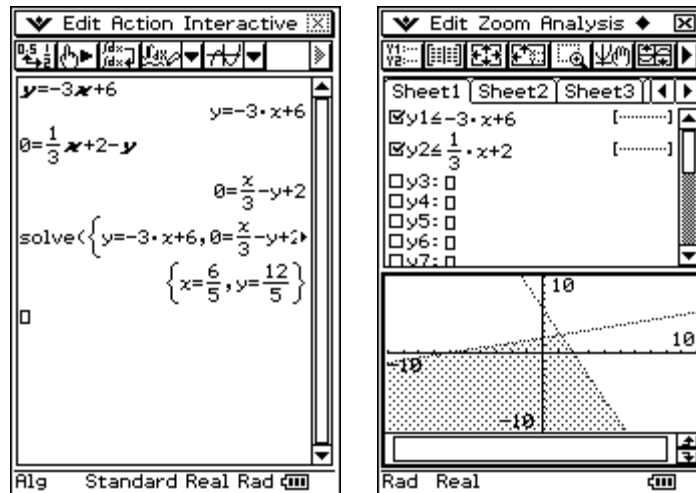 Edit Action Interactive
y=-3x+6
y=-3·x+6
0=1/3x+2-y
0=x/3-y+2
solve({y=-3·x+6,0=x/3-y+2
{x=6/5,y=12/5}
Alg Standard Real Rad
Edit Zoom Analysis
Sheet1 Sheet2 Sheet3
y1≤-3·x+6 [..........]
y2≤1/3·x+2 [..........]
y3:
y4:
y5:
y6:
y7:
10
10
-10
-10
Rad Real